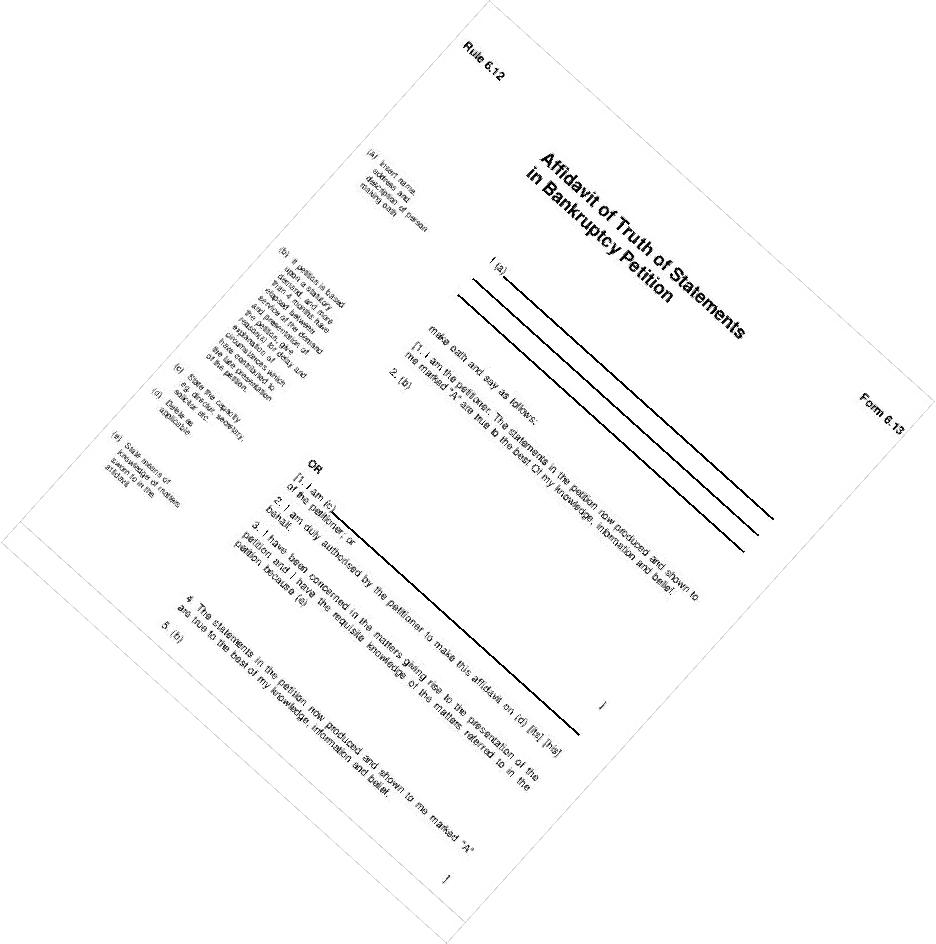 Rule 6.12
Form 6.13
Affidavit of Truth of Statements
in Bankruptcy Petition
(a) Insert name,
address and
description of person
making oath
I (a)
make oath and say as follows:
[1. I am the petitioner. The statements in the petition now produced and shown to
me marked "A" are true to the best Of my knowledge, information and belief.
2. (b)
]
(b) If petition is based
upon a statutory
demand, and more
than 4 months have
elapsed between
service of the demand
and presentation of
the petition, give
reason(s) for delay and
explanation of
circumstances which
have contributed to
the late presentation
of the petition.
OR
(c) State the capacity
eg director, secretary,
solicitor etc.
[1. I am (c)
of the petitioner, or
(d) Delete as
applicable
2. I am duly authorised by the petitioner to make this affidavit on (d) [its] [his]
behalf.
(e) State means of
knowledge of matters
sworn to in the
affidavit
3. I have been concerned in the matters giving rise to the presentation of the
petition and I have the requisite knowledge of the matters referred to in the
petition because (e)
4. The statements in the petition now produced and shown to me marked "A"
are true to the best of my knowledge, information and belief.
5. (b)
]